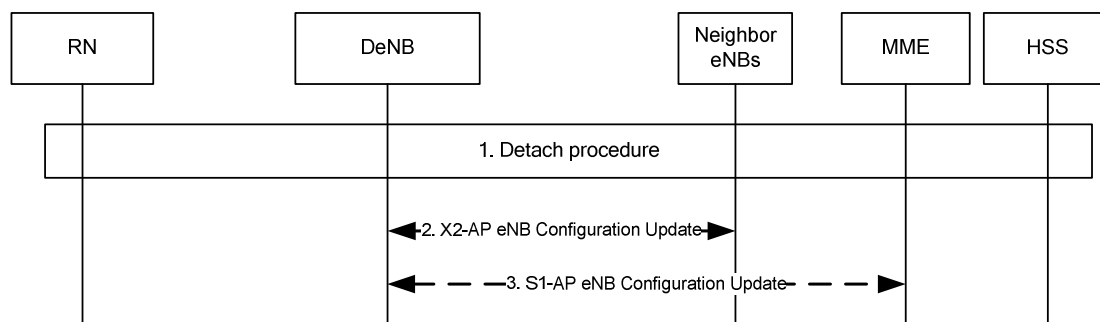 RN
DeNB
Neighbor
eNBs
MME
HSS
1. Detach procedure
2. X2-AP eNB Configuration Update
3. S1-AP eNB Configuration Update